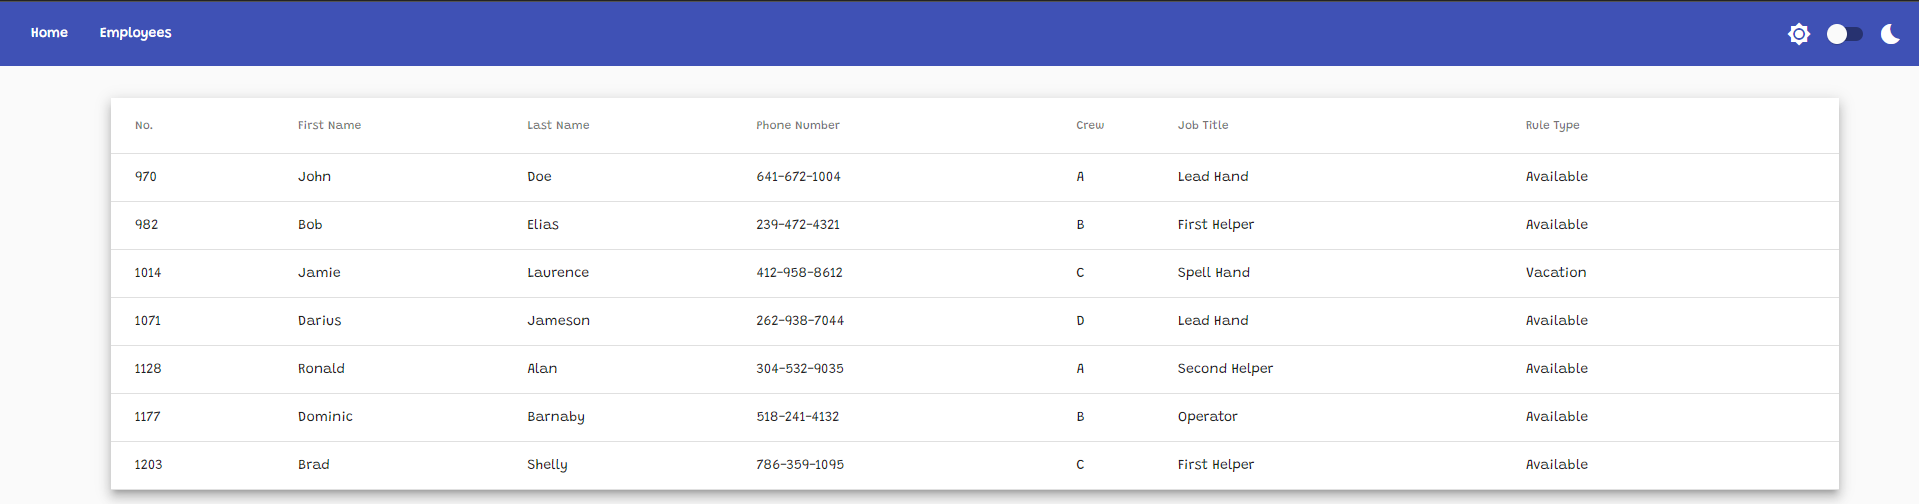 Home Employees
No. First Name Last Name Phone Number Crew Job Title Rule Type
970 John Doe 641-672-1004 A Lead Hand Available
982 Bob Elias 239-472-4321 B First Helper Available
1014 Jamie Laurence 412-958-8612 C Spell Hand Vacation
1071 Darius Jameson 262-938-7044 D Lead Hand Available
1128 Ronald Alan 304-532-9035 A Second Helper Available
1177 Dominic Barnaby 518-241-4132 B Operator Available
1203 Brad Shelly 786-359-1095 C First Helper Available